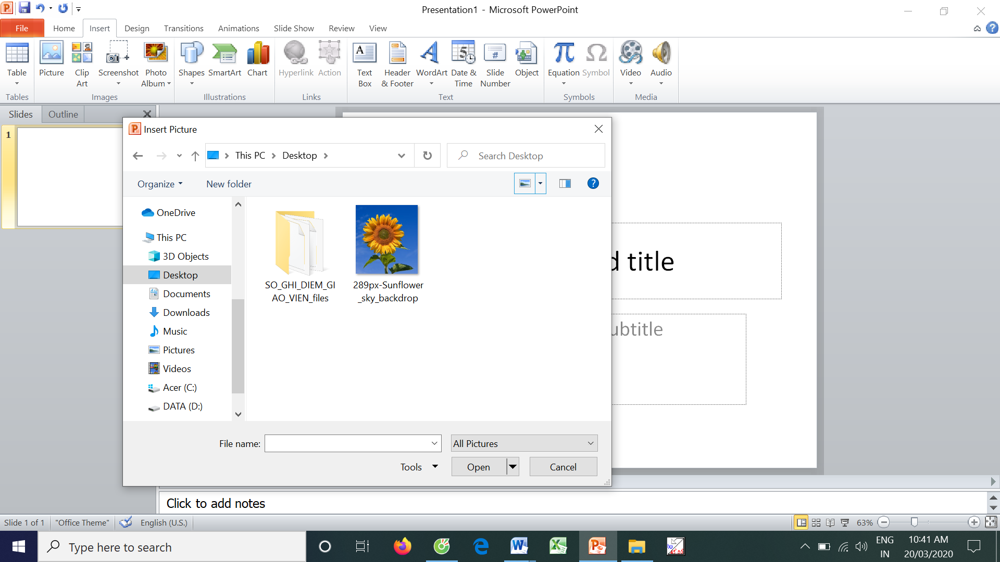 Presentation1 - Microsoft PowerPoint
File Home Insert Design Transitions Animations Slide Show Review View
Table Picture Clip Art Screenshot Photo Album Shapes SmartArt Chart Hyperlink Action Text Box Header & Footer WordArt Date & Time Slide Number Object Equation Symbol Video Audio
Tables Images Illustrations Links Text Symbols Media
Slides Outline
1
Insert Picture
This PC Desktop
Search Desktop
Organize New folder
OneDrive
This PC
3D Objects
Desktop
Documents
Downloads
Music
Pictures
Videos
Acer (C:)
DATA (D:)
SO_GHI_DIEM_GI
AO_VIEN_files
289px-Sunflower
_sky_backdrop
d title
ubtitle
File name: All Pictures
Tools Open Cancel
Click to add notes
Slide 1 of 1 "Office Theme" English (U.S.) 63%
Type here to search
ENG
IN
10:41 AM
20/03/2020